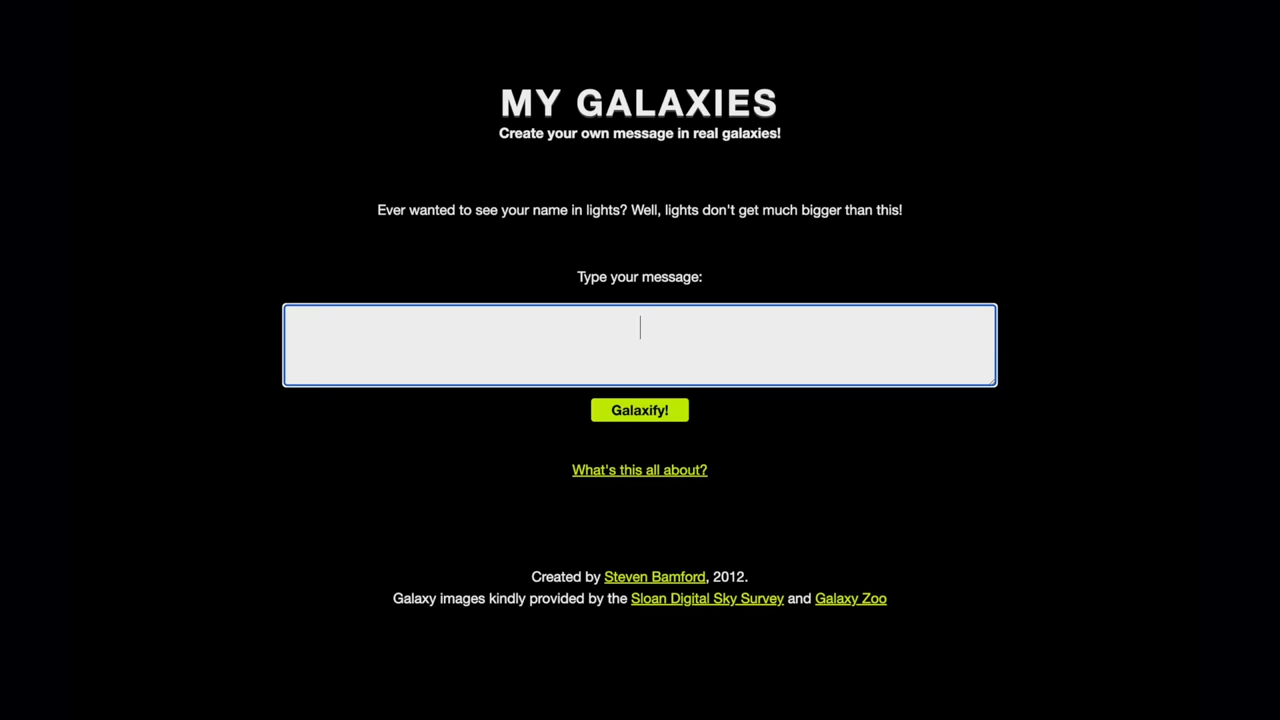 MY GALAXIES
Create your own message in real galaxies!
Ever wanted to see your name in lights? Well, lights don't get much bigger than this!
Type your message:
Galaxify!
What's this all about?
Created by Steven Bamford, 2012.
Galaxy images kindly provided by the Sloan Digital Sky Survey and Galaxy Zoo